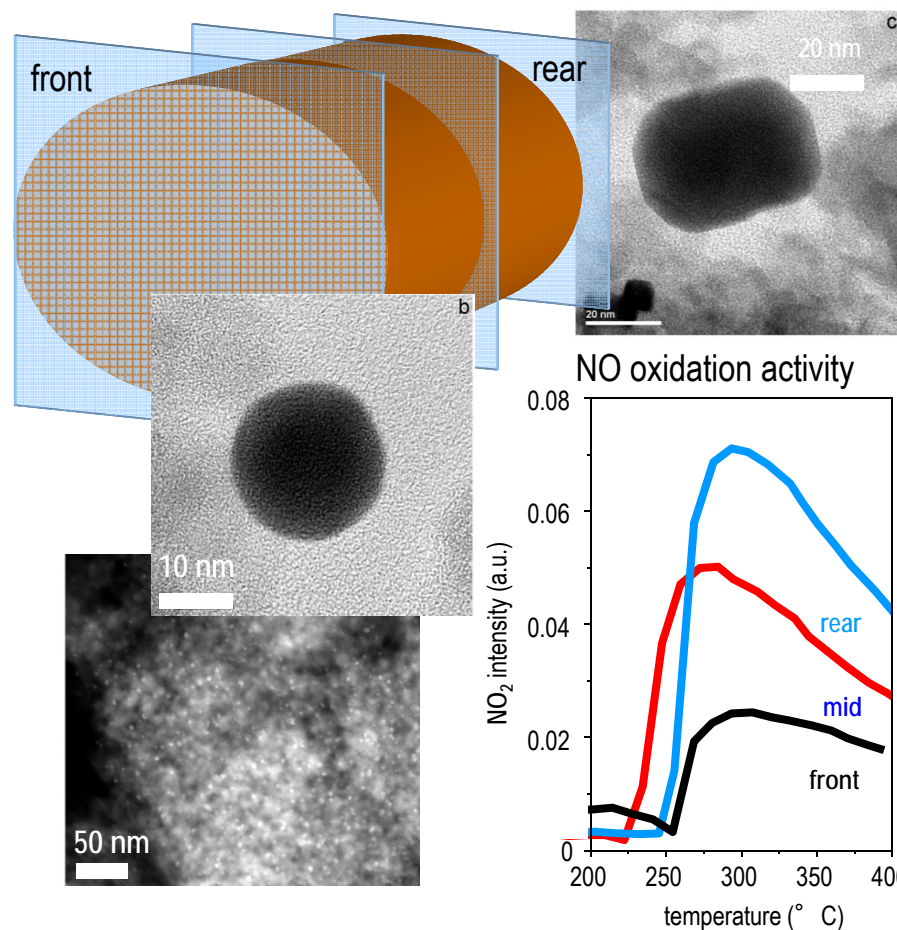 front
rear
c
20 nm
20 nm
b
10 nm
50 nm
NO oxidation activity
NO₂ intensity (a.u.)
0.08
0.06
0.04
0.02
0
rear
mid
front
200 250 300 350 400
temperature (° C)